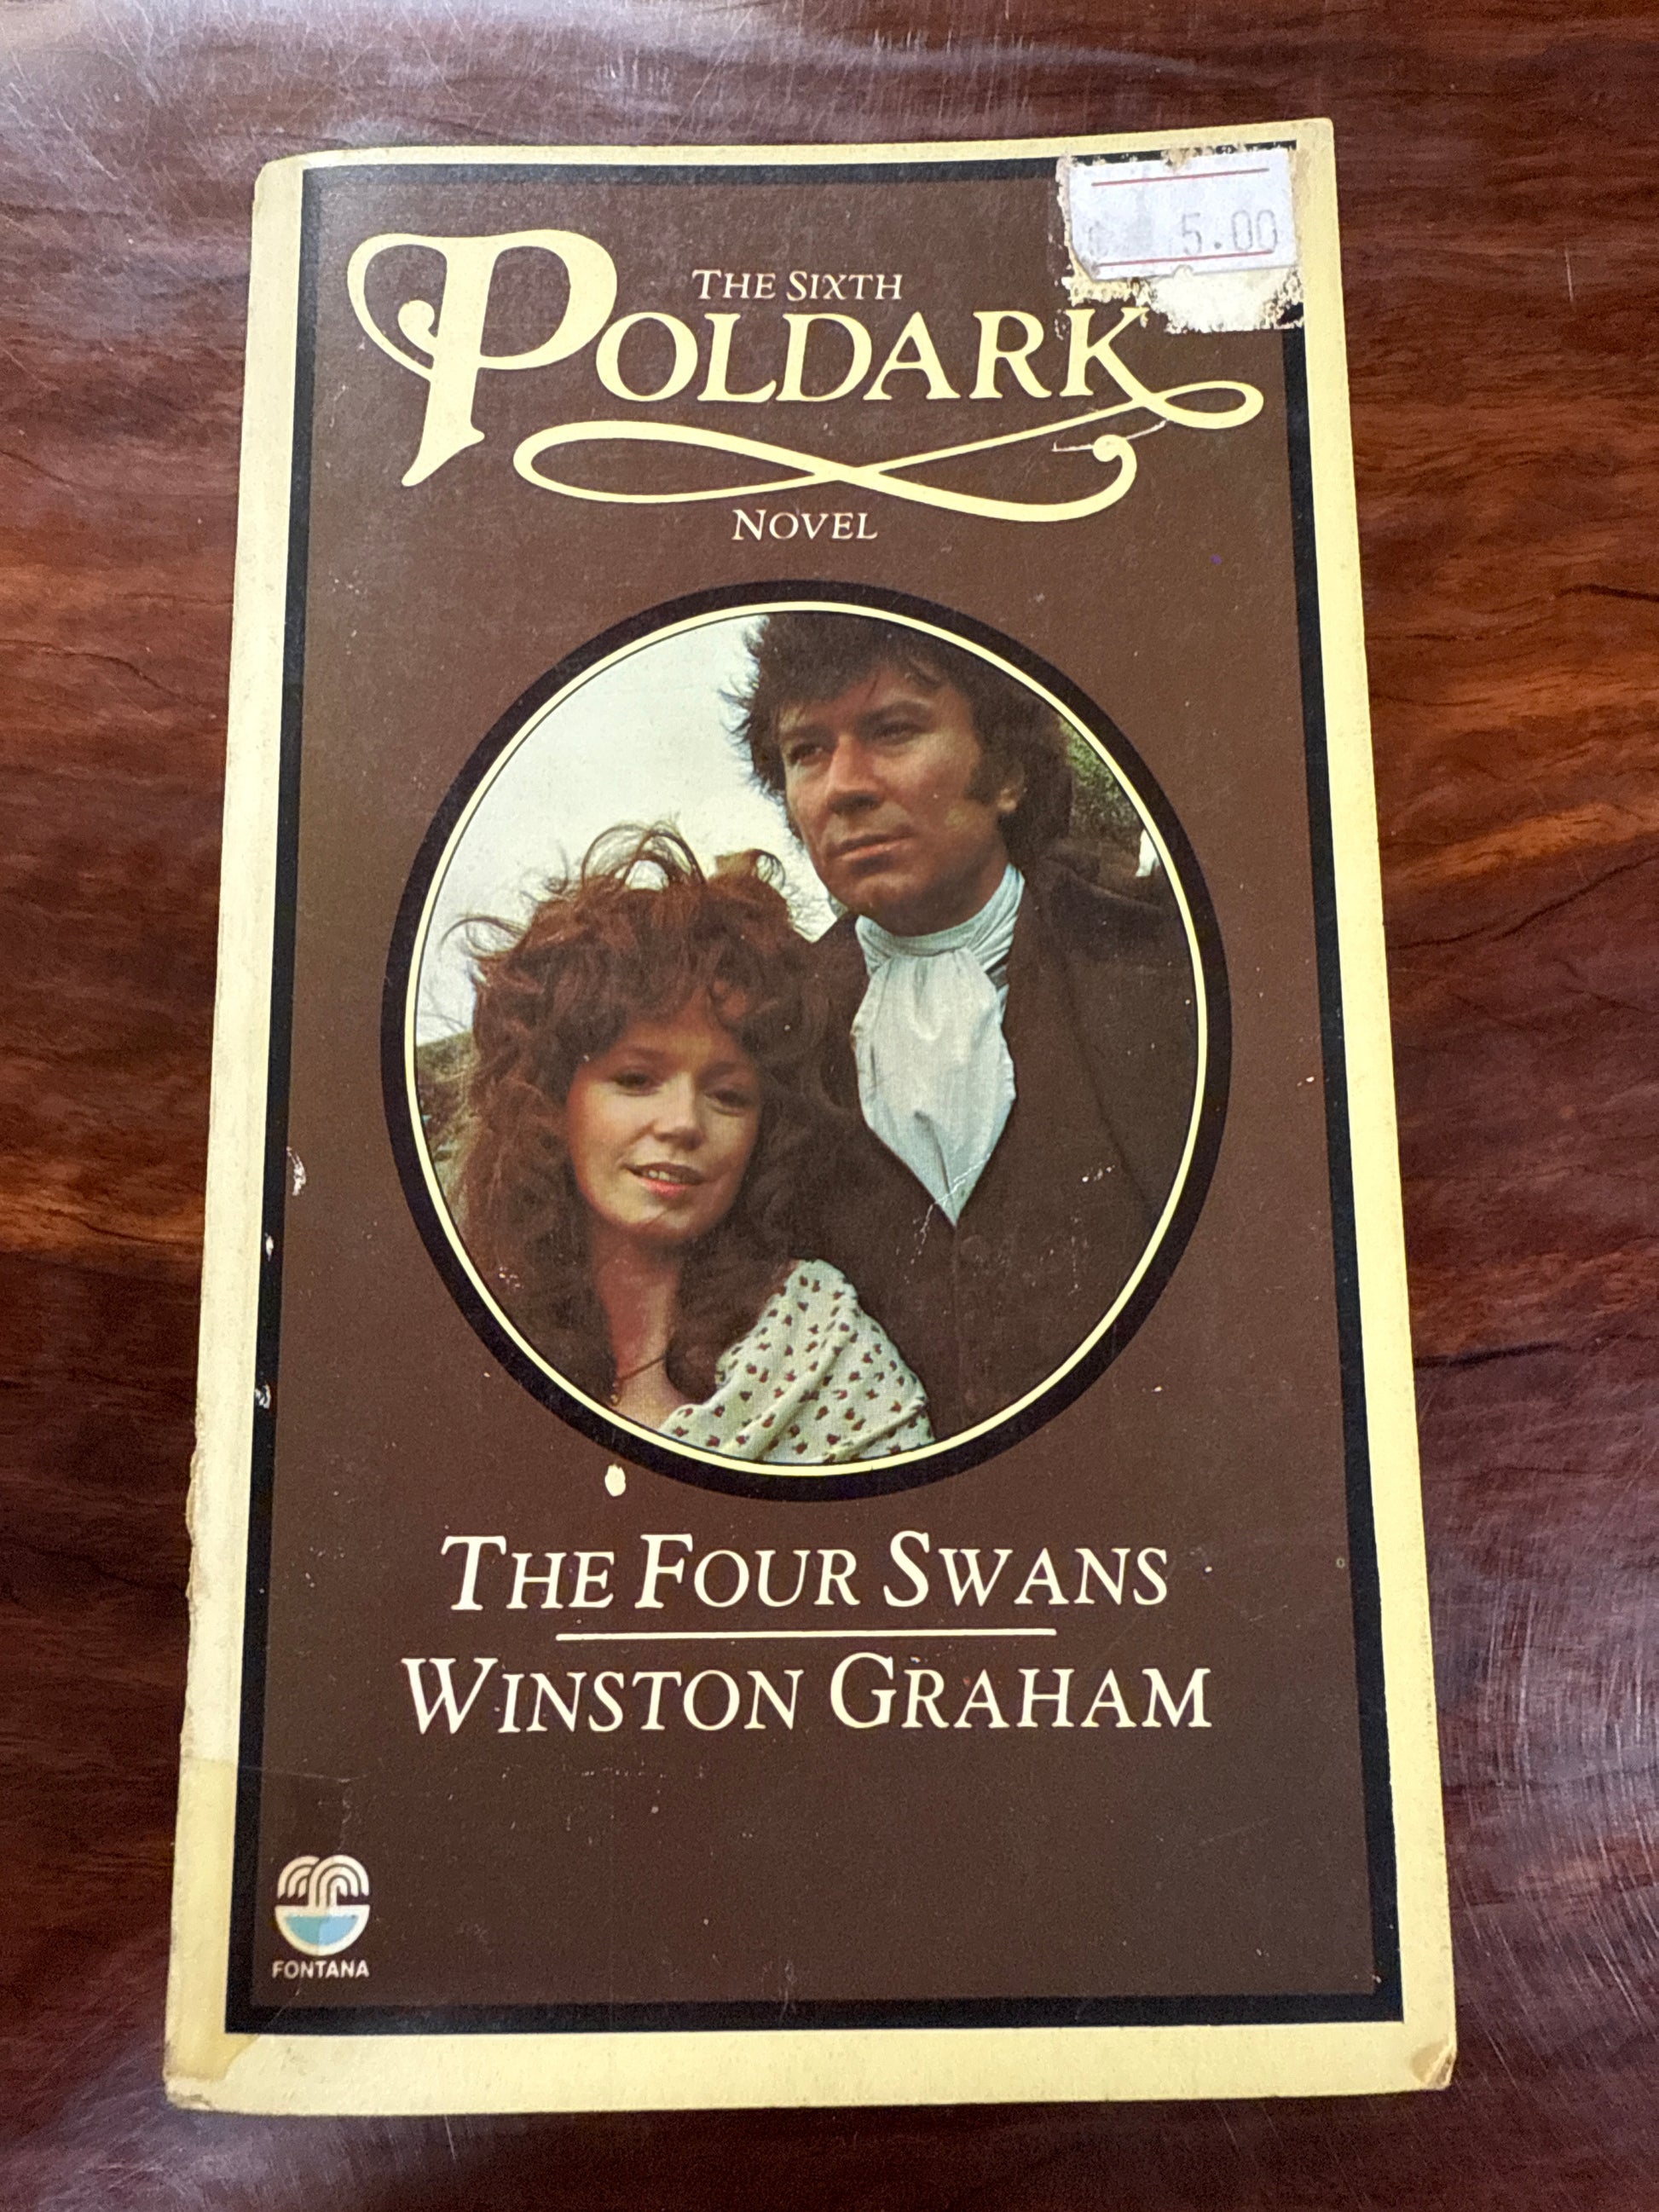 THE SIXTH
POLDARK
NOVEL
5.00
THE FOUR SWANS
WINSTON GRAHAM
FONTANA